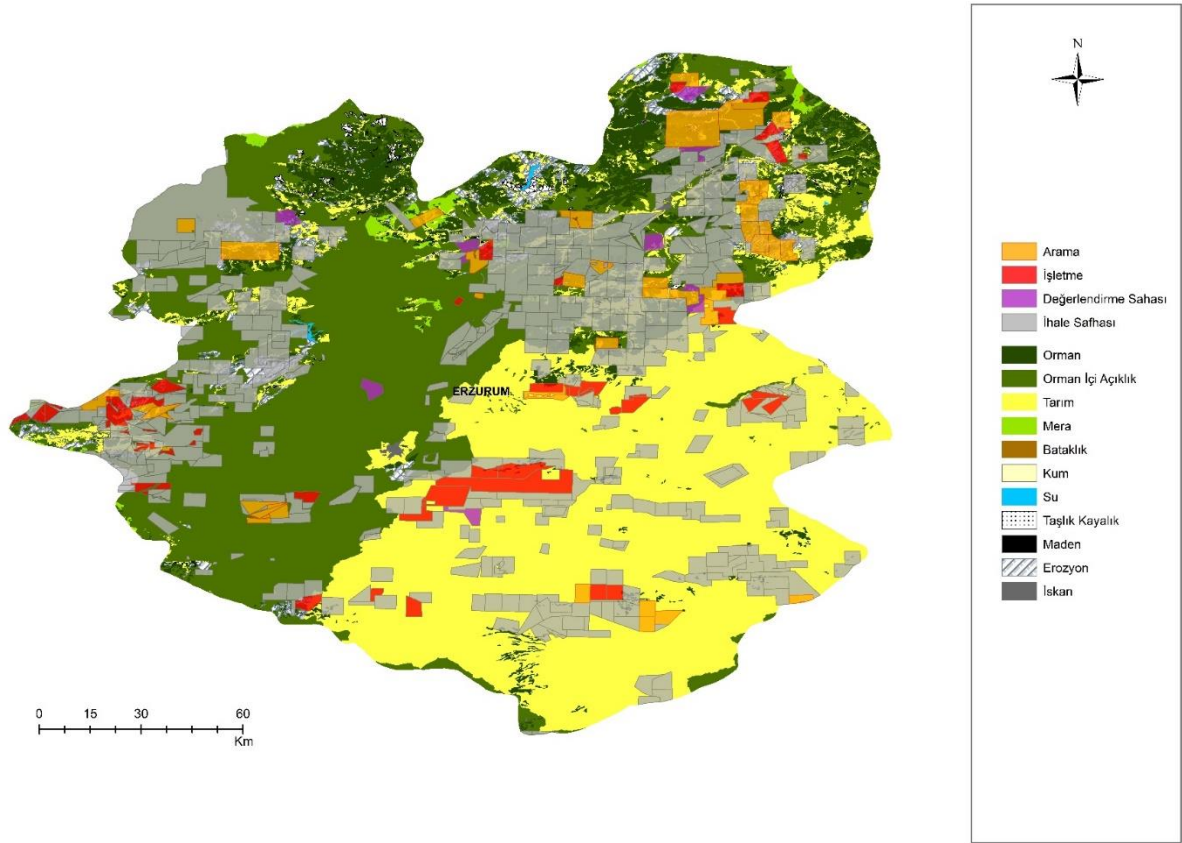 ERZURUM
0 15 30 60
Km
N
Arama
İşletme
Değerlendirme Sahası
İhale Safhası
Orman
Orman İçi Açıklık
Tarım
Mera
Bataklık
Kum
Su
Taşlık Kayalık
Maden
Erozyon
İskan